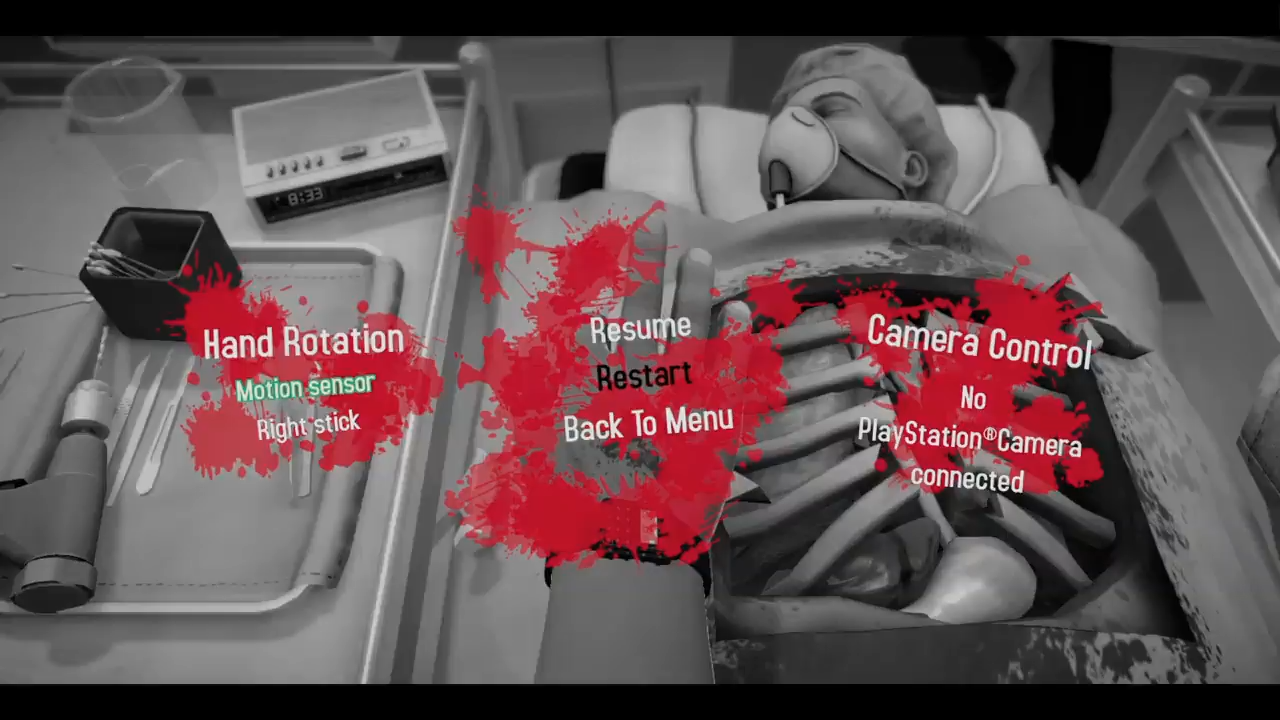 8:33
Hand Rotation
Motion sensor
Right stick
Resume
Restart
Back To Menu
Camera Control
No
PlayStation®Camera
connected